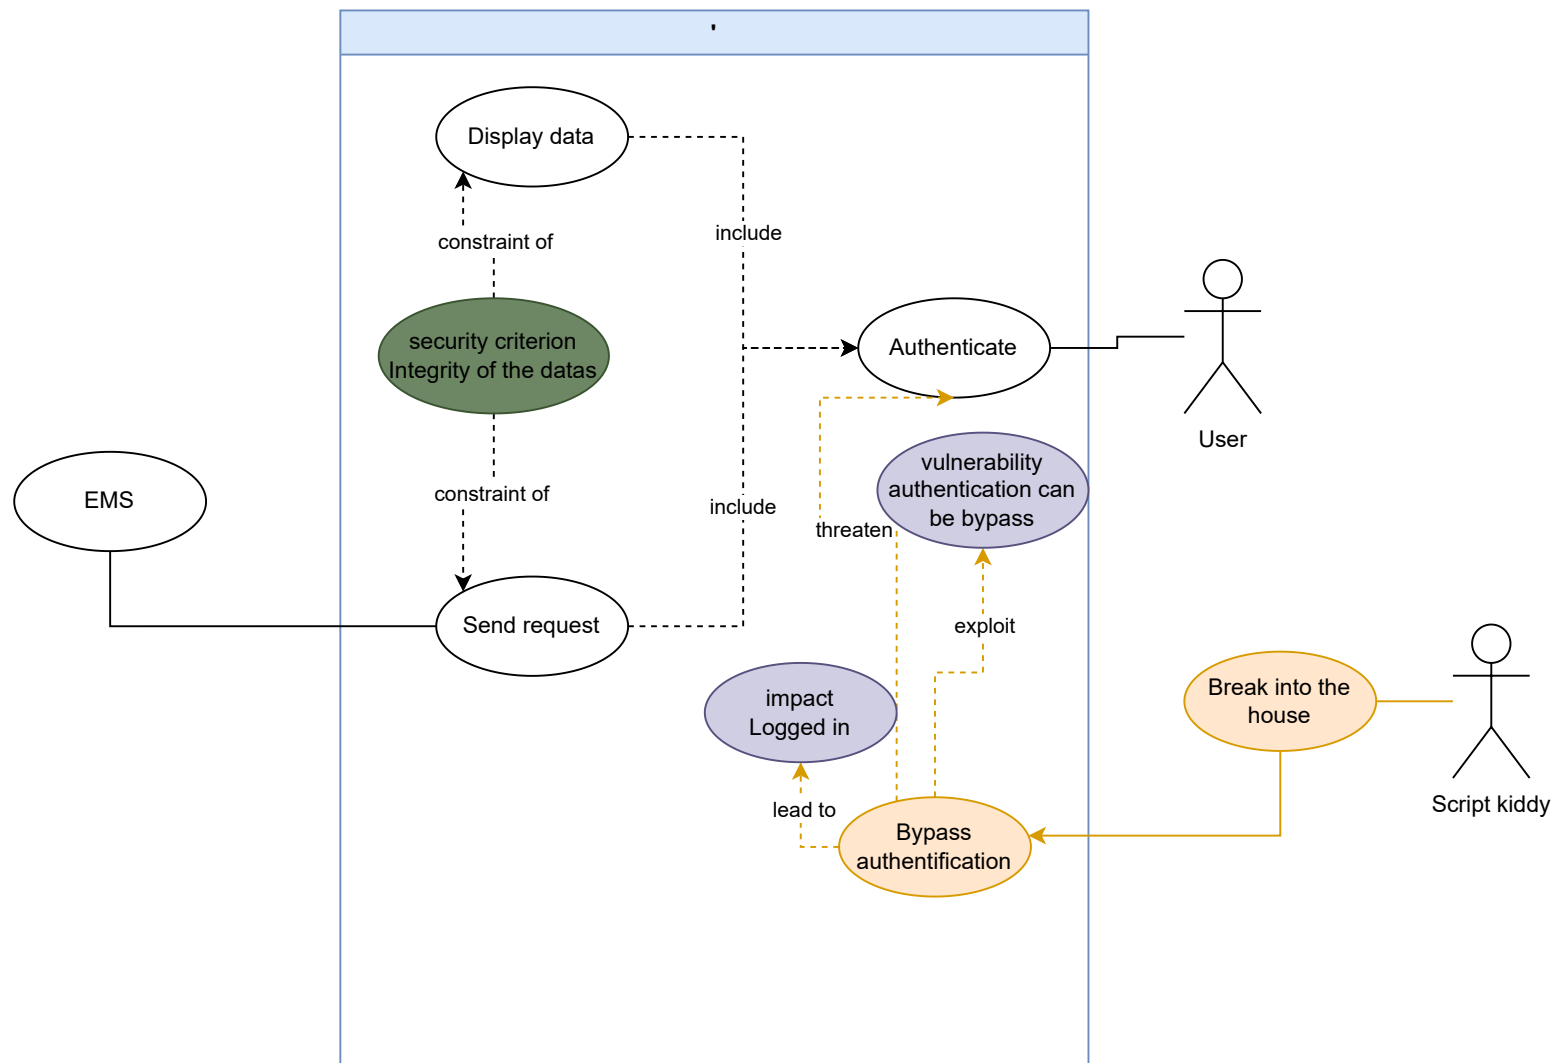 '
Display data
include
constraint of
security criterion
Integrity of the datas
Authenticate
User
vulnerability
authentication can
be bypass
EMS
constraint of
include
threaten
Send request
exploit
impact
Logged in
Break into the
house
Script kiddy
lead to
Bypass
authentification